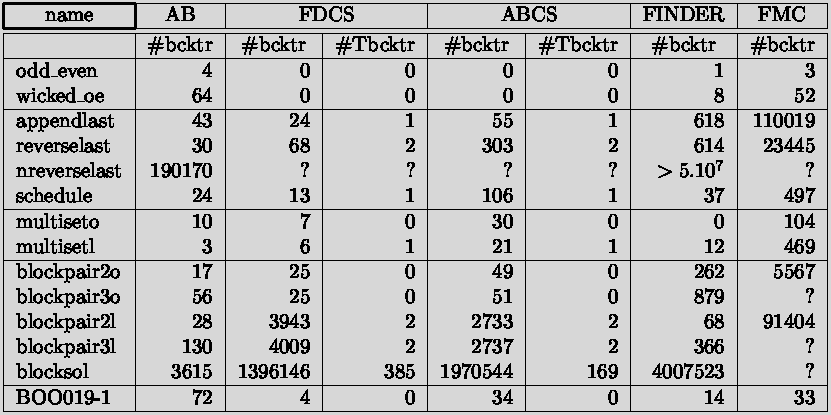 name AB FDCS ABCS FINDER FMC
#bcktr #bcktr #Tbcktr #bcktr #Tbcktr #bcktr #bcktr
odd_even 4 0 0 0 0 1 3
wicked_oe 64 0 0 0 0 8 52
appendlast 43 24 1 55 1 618 110019
reverselast 30 68 2 303 2 614 23445
nreverselast 190170 ? ? ? ? > 5.10⁷ ?
schedule 24 13 1 106 1 37 497
multiseto 10 7 0 30 0 0 104
multisetl 3 6 1 21 1 12 469
blockpair2o 17 25 0 49 0 262 5567
blockpair3o 56 25 0 51 0 879 ?
blockpair2l 28 3943 2 2733 2 68 91404
blockpair3l 130 4009 2 2737 2 366 ?
blocksol 3615 1396146 385 1970544 169 4007523 ?
BOO019-1 72 4 0 34 0 14 33